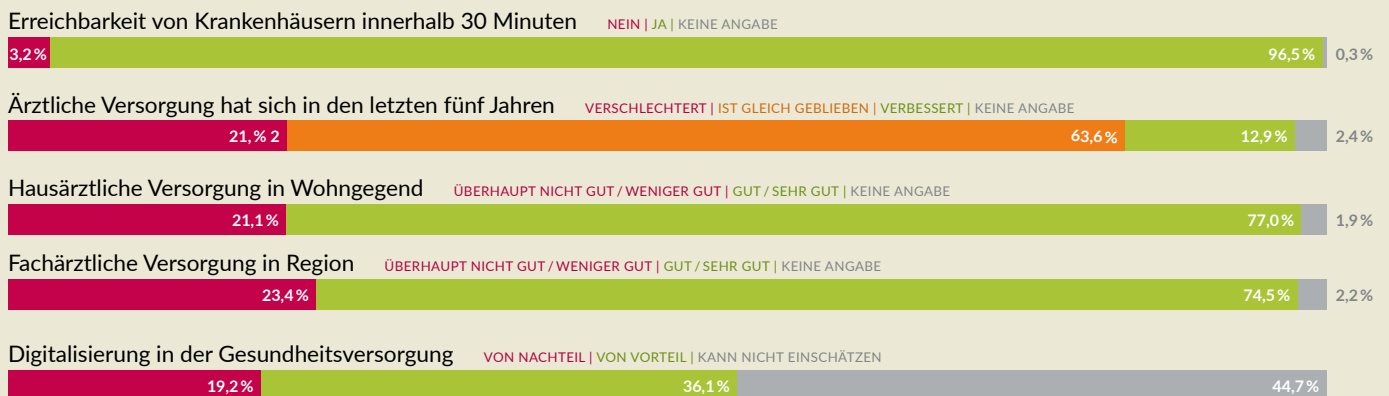 Erreichbarkeit von Krankenhäusern innerhalb 30 Minuten NEIN | JA | KEINE ANGABE
3,2 % 96,5 % 0,3 %
Ärztliche Versorgung hat sich in den letzten fünf Jahren VERSCHLECHTERT | IST GLEICH GEBLIEBEN | VERBESSERT | KEINE ANGABE
21,% 2 63,6 % 12,9 % 2,4 %
Hausärztliche Versorgung in Wohngegend ÜBERHAUPT NICHT GUT / WENIGER GUT | GUT / SEHR GUT | KEINE ANGABE
21,1 % 77,0 % 1,9 %
Fachärztliche Versorgung in Region ÜBERHAUPT NICHT GUT / WENIGER GUT | GUT / SEHR GUT | KEINE ANGABE
23,4 % 74,5 % 2,2 %
Digitalisierung in der Gesundheitsversorgung VON NACHTEIL | VON VORTEIL | KANN NICHT EINSCHÄTZEN
19,2 % 36,1 % 44,7 %